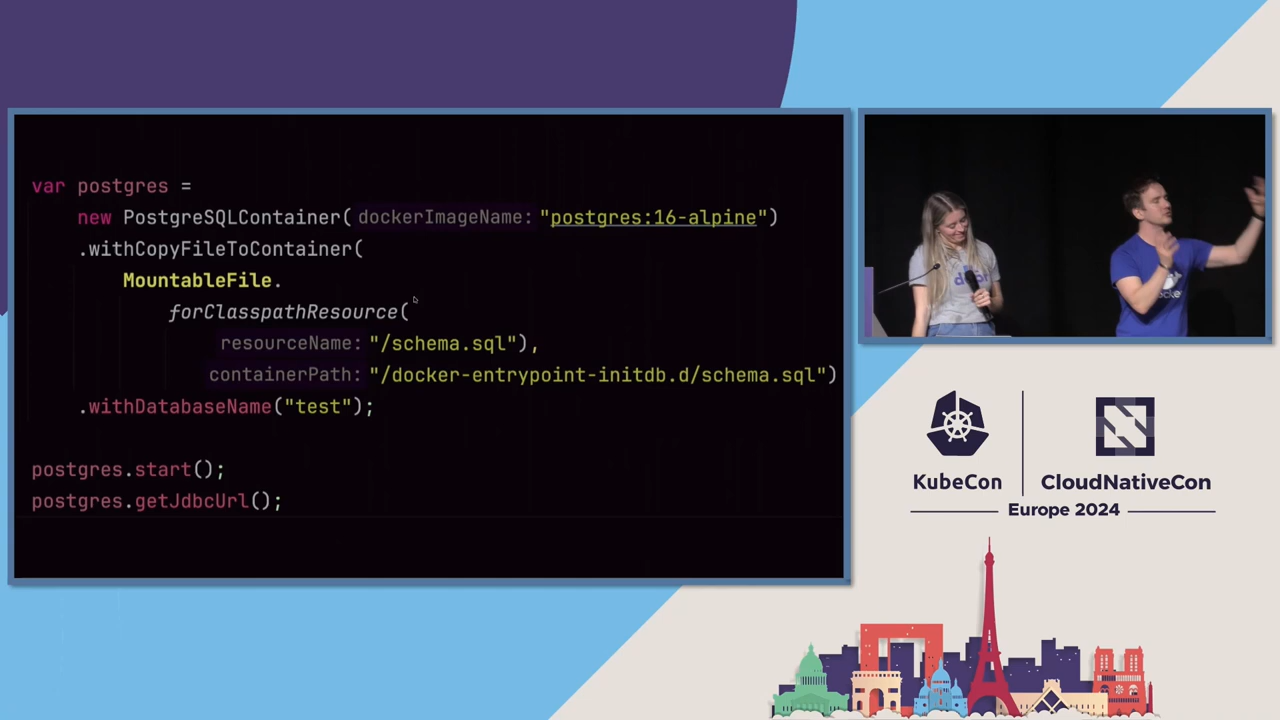 var postgres =
new PostgreSQLContainer( dockerImageName: "postgres:16-alpine")
.withCopyFileToContainer(
MountableFile.
forClasspathResource(
resourceName: "/schema.sql"),
containerPath: "/docker-entrypoint-initdb.d/schema.sql")
.withDatabaseName("test");
postgres.start();
postgres.getJdbcUrl();
KubeCon
CloudNativeCon
Europe 2024